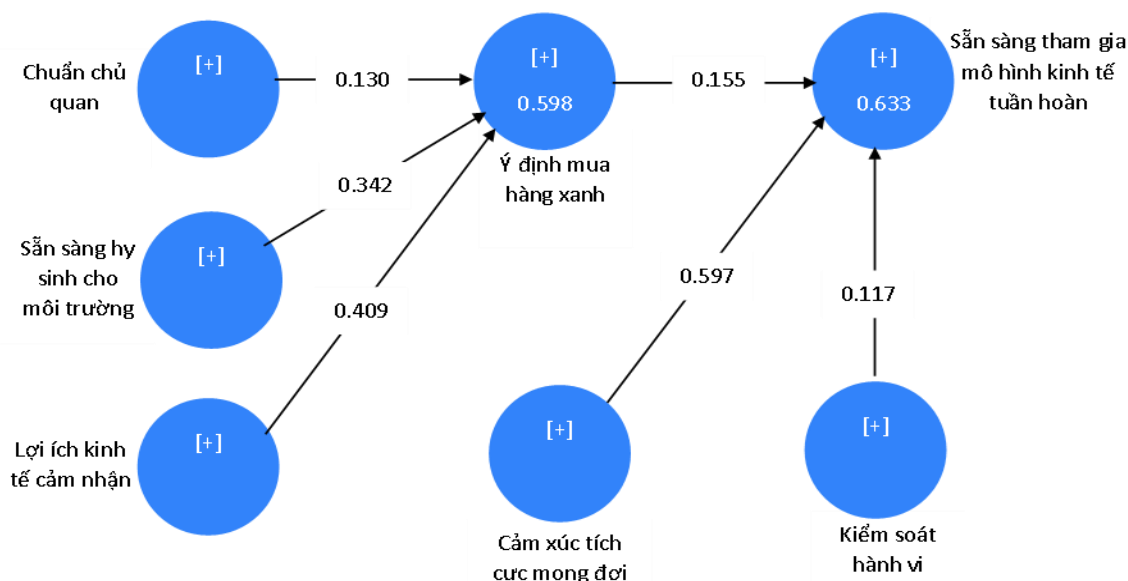 Chuẩn chủ
quan
[+]
0.130
[+]
0.598
Ý định mua
hàng xanh
0.155
[+]
0.633
Sẵn sàng tham gia
mô hình kinh tế
tuần hoàn
0.342
Sẵn sàng hy
sinh cho
môi trường
[+]
0.409
0.597
0.117
Lợi ích kinh
tế cảm nhận
[+]
[+]
Cảm xúc tích
cực mong đợi
[+]
Kiểm soát
hành vi